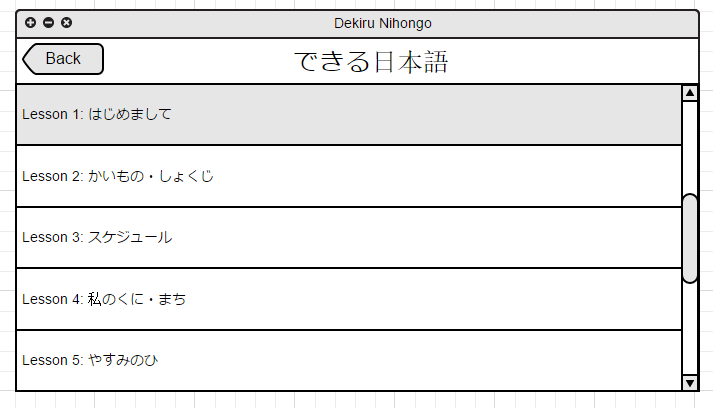 Dekiru Nihongo
Back
できる日本語
Lesson 1: はじめまして
Lesson 2: かいもの・しょくじ
Lesson 3: スケジュール
Lesson 4: 私のくに・まち
Lesson 5: やすみのひ